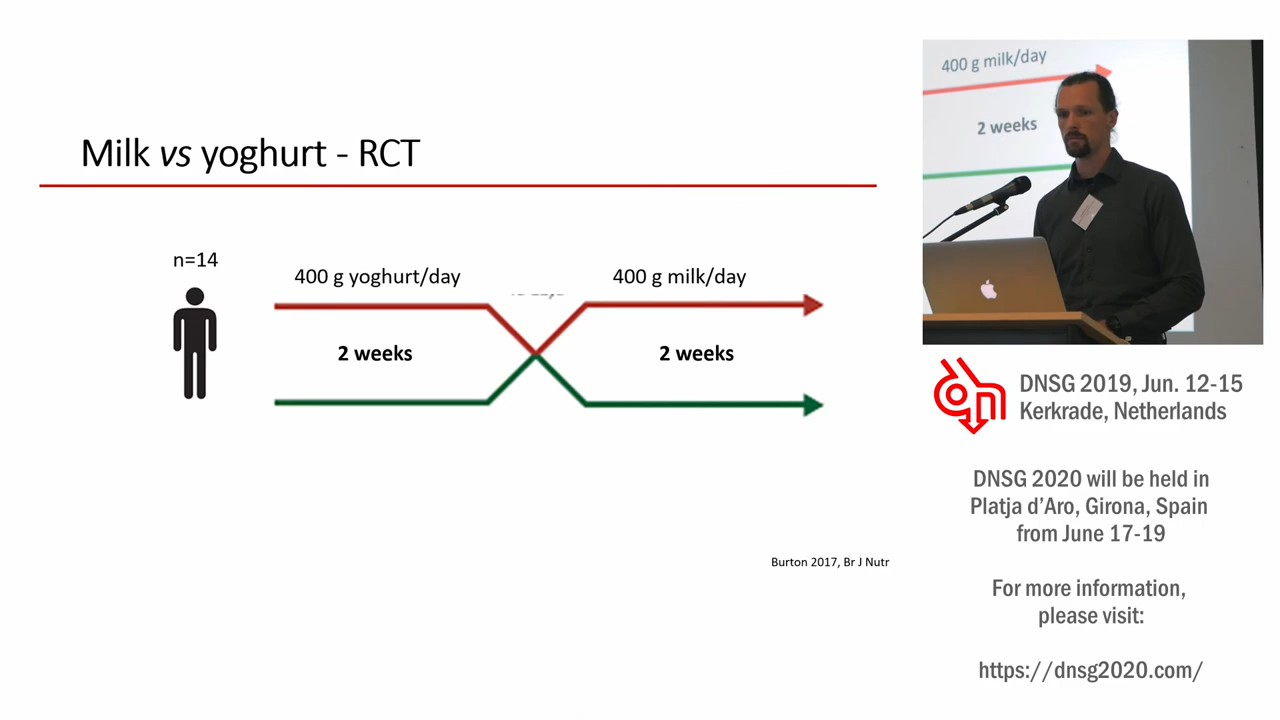 Milk vs yoghurt - RCT
n=14
400 g yoghurt/day
400 g milk/day
2 weeks
2 weeks
Burton 2017, Br J Nutr
400 g milk/day
2 weeks
DNSG 2019, Jun. 12-15
Kerkrade, Netherlands
DNSG 2020 will be held in
Platja d'Aro, Girona, Spain
from June 17-19
For more information,
please visit:
https://dnsg2020.com/